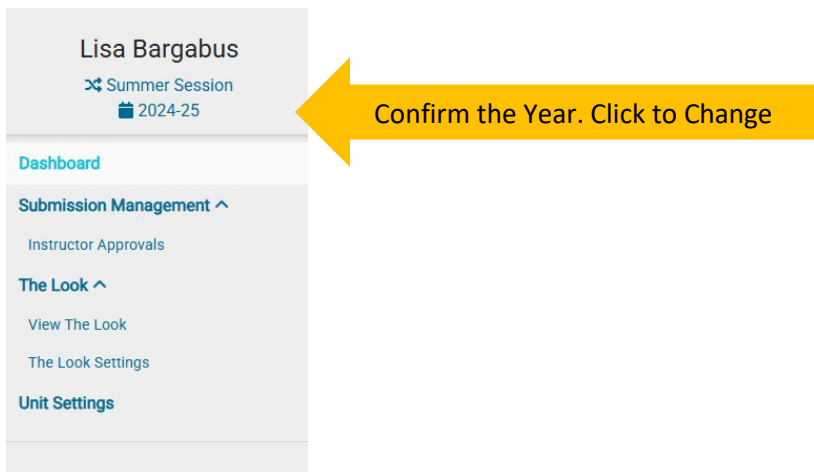 Lisa Bargabus
Summer Session
2024-25
Confirm the Year. Click to Change
Dashboard
Submission Management
Instructor Approvals
The Look
View The Look
The Look Settings
Unit Settings